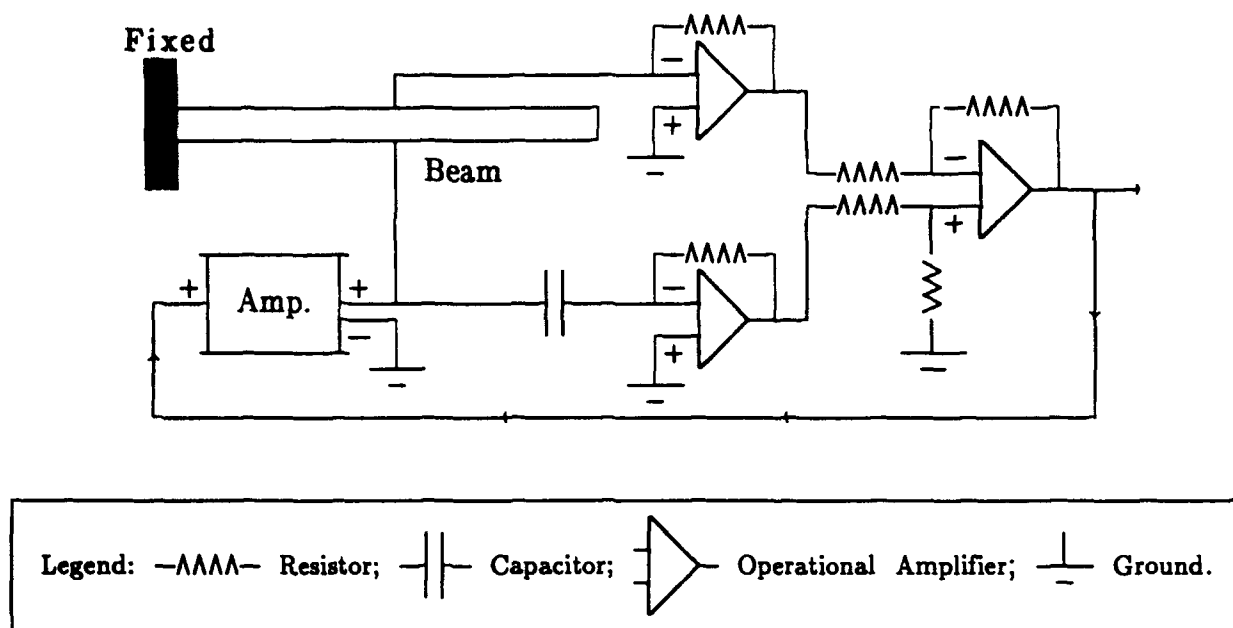 Fixed
Beam
Amp.
+
+
−
−
+
−
+
−
+
Legend: Resistor; Capacitor; Operational Amplifier; Ground.